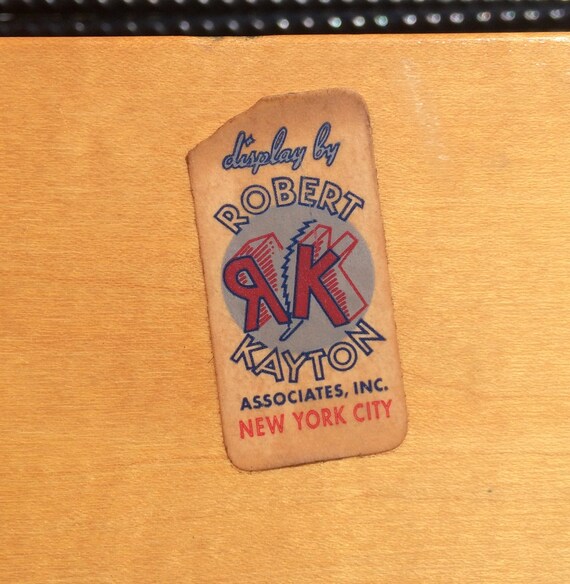 display by
ROBERT
RK
KAYTON
ASSOCIATES, INC.
NEW YORK CITY